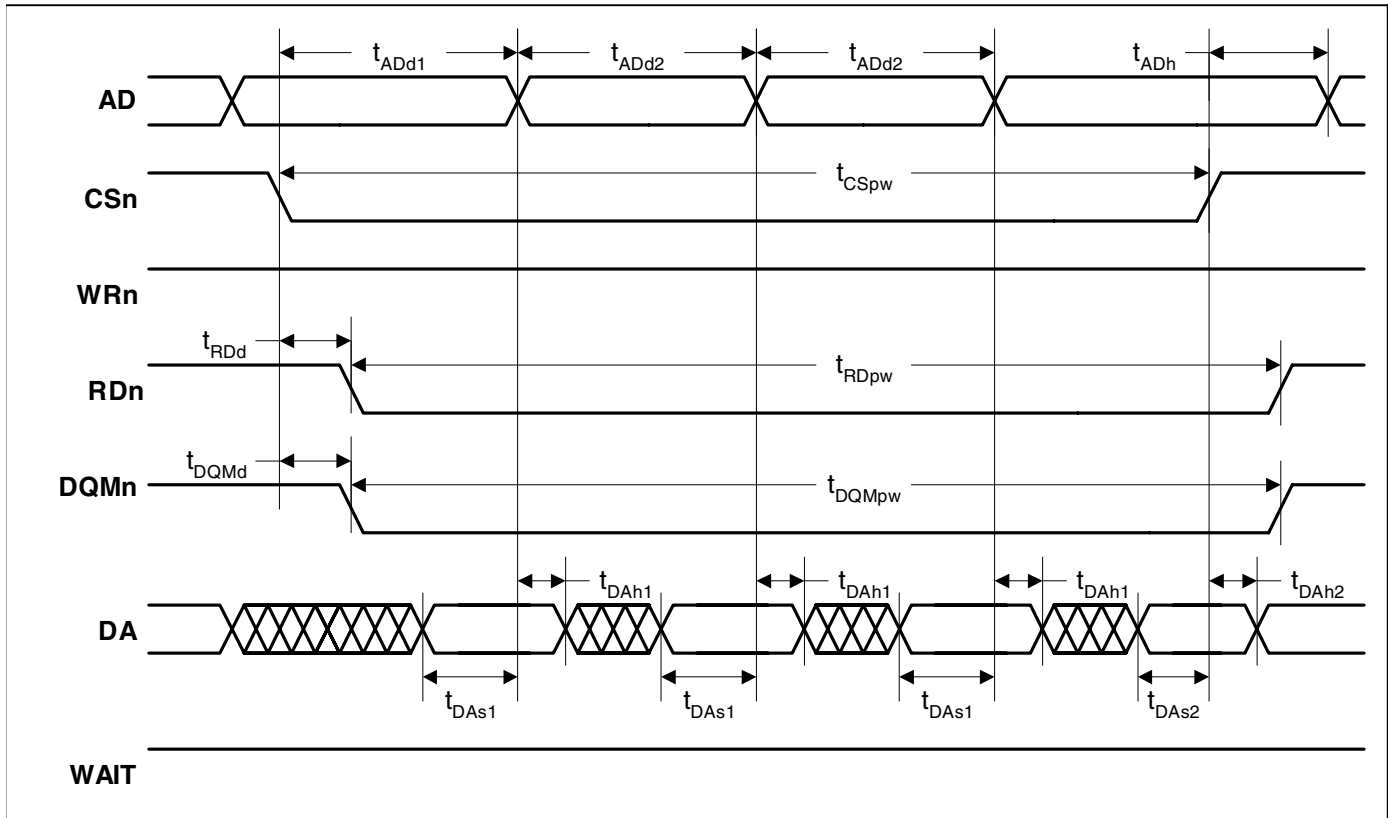 tADd1 tADd2 tADd2 tADh
AD
tCSpw
CSn
WRn
tRDd
tRDpw
RDn
tDQMd
tDQMpw
DQMn
tDAh1 tDAh1 tDAh1 tDAh2
DA
tDAs1 tDAs1 tDAs1 tDAs2
WAIT